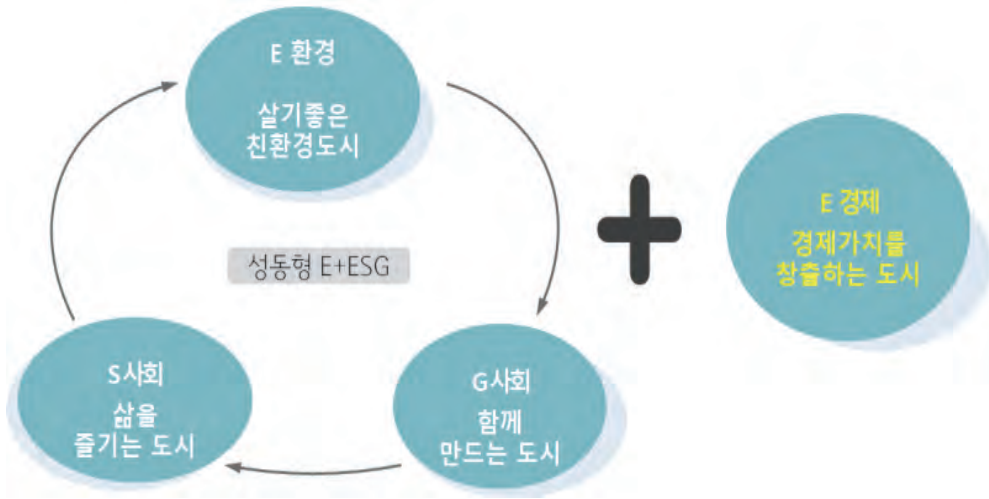 E 환경
살기좋은
친환경도시
성동형 E+ESG
S사회
삶을
즐기는 도시
G사회
함께
만드는 도시
E 경제
경제가치를
창출하는 도시